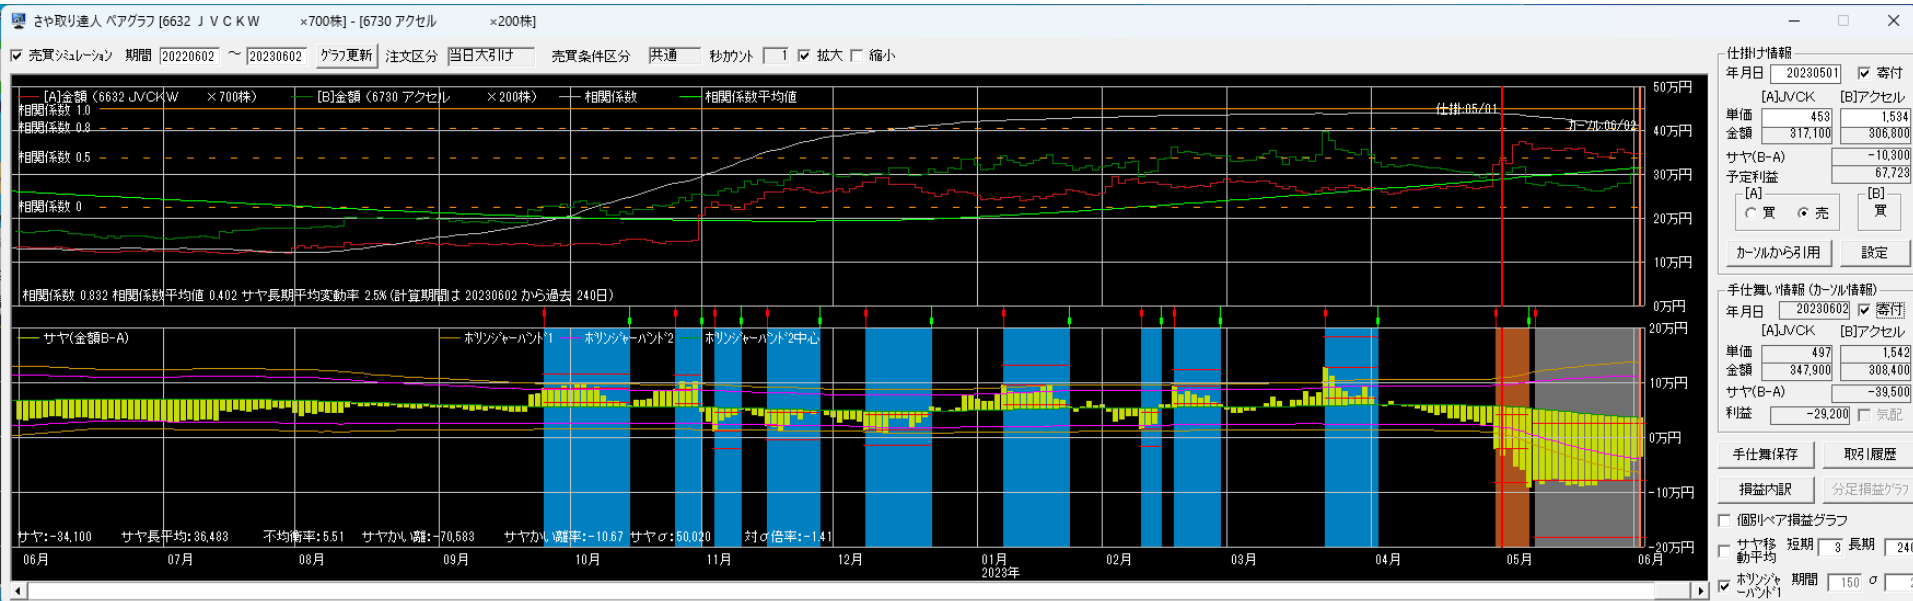 さや取り達人 ペアグラフ [6632 ＪＶＣＫＷ ×700株] - [6730 アクセル ×200株]
売買シミュレーション 期間 20220602 ～ 20230602 グラフ更新 注文区分 当日大引け 売買条件区分 共通 秒カウント 1 拡大 縮小
[A]金額（6632 JVCKW ×700株） [B]金額（6730 アクセル ×200株） 相関係数 相関係数平均値
相関係数 1.0
相関係数 0.8
相関係数 0.5
相関係数 0
仕掛:05/01
カーソル:06/02
50万円
40万円
30万円
20万円
10万円
0万円
相関係数 0.832 相関係数平均値 0.402 サヤ長期平均変動率 2.5% (計算期間は 20230602 から過去 240日)
サヤ(金額B-A) ボリンジャーバンド1 ボリンジャーバンド2 ボリンジャーバンド2中心
20万円
10万円
0万円
-10万円
-20万円
サヤ:-34,100 サヤ長平均:36,483 不均衡率:5.51 サヤかい離:-70,583 サヤかい離率:-10.67 サヤσ:50,020 対σ倍率:-1.41
06月 07月 08月 09月 10月 11月 12月 01月 02月 03月 04月 05月 06月
2023年
仕掛け情報
年月日 20230501 寄付
[A]JVCK [B]アクセル
単価 453 1,534
金額 317,100 306,800
サヤ(B-A) -10,300
予定利益 67,723
[A] [B]
買 売 買
カーソルから引用 設定
手仕舞い情報 (カーソル情報)
年月日 20230602 寄付
[A]JVCK [B]アクセル
単価 497 1,542
金額 347,900 308,400
サヤ(B-A) -39,500
利益 -29,200 気配
手仕舞保存 取引履歴
損益内訳 分足損益グラフ
個別ペア損益グラフ
サヤ移動平均 短期 3 長期 240
ボリンジャーバンド1 期間 150 σ 2